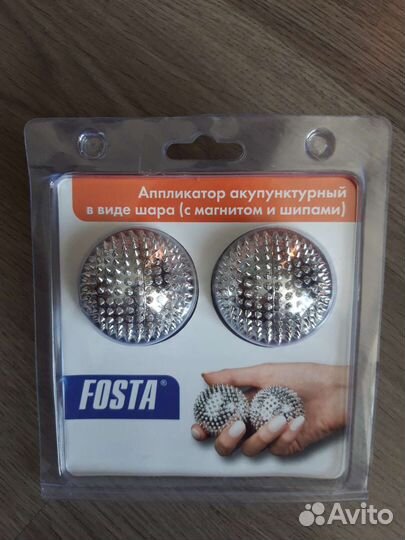 Аппликатор акупунктурный
в виде шара (с магнитом и шипами)
FOSTA®
Avito